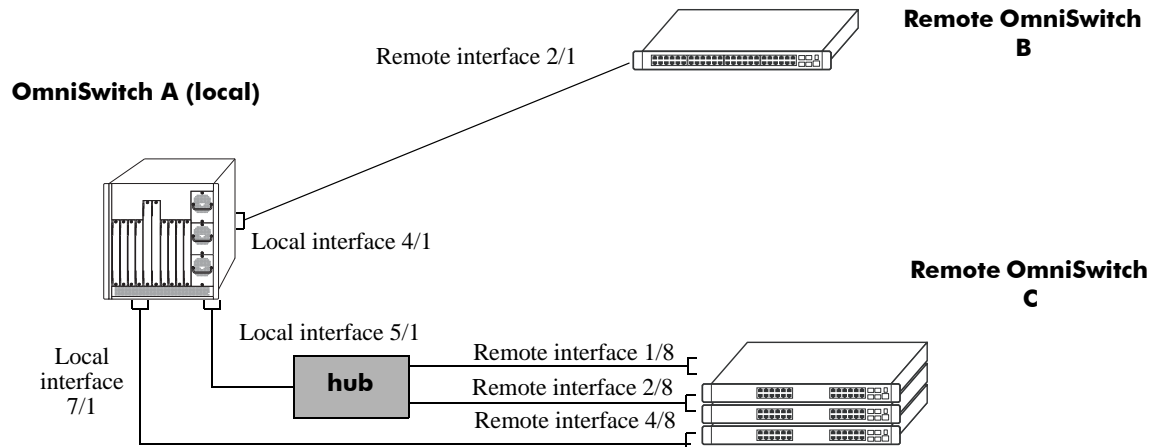 Remote OmniSwitch
B
Remote interface 2/1
OmniSwitch A (local)
Local interface 4/1
Remote OmniSwitch
C
Local interface 5/1
Local
interface
7/1
hub
Remote interface 1/8
Remote interface 2/8
Remote interface 4/8